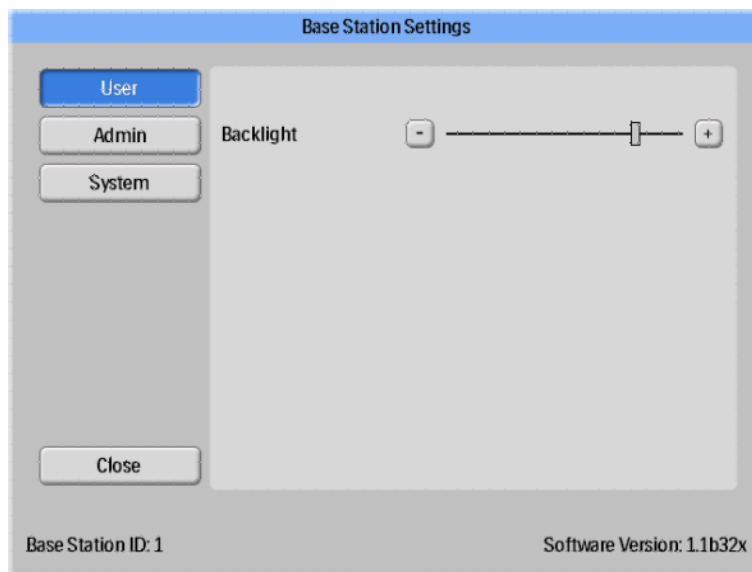 Base Station Settings
User
Admin
System
Backlight - +
Close
Base Station ID: 1 Software Version: 1.1b32x